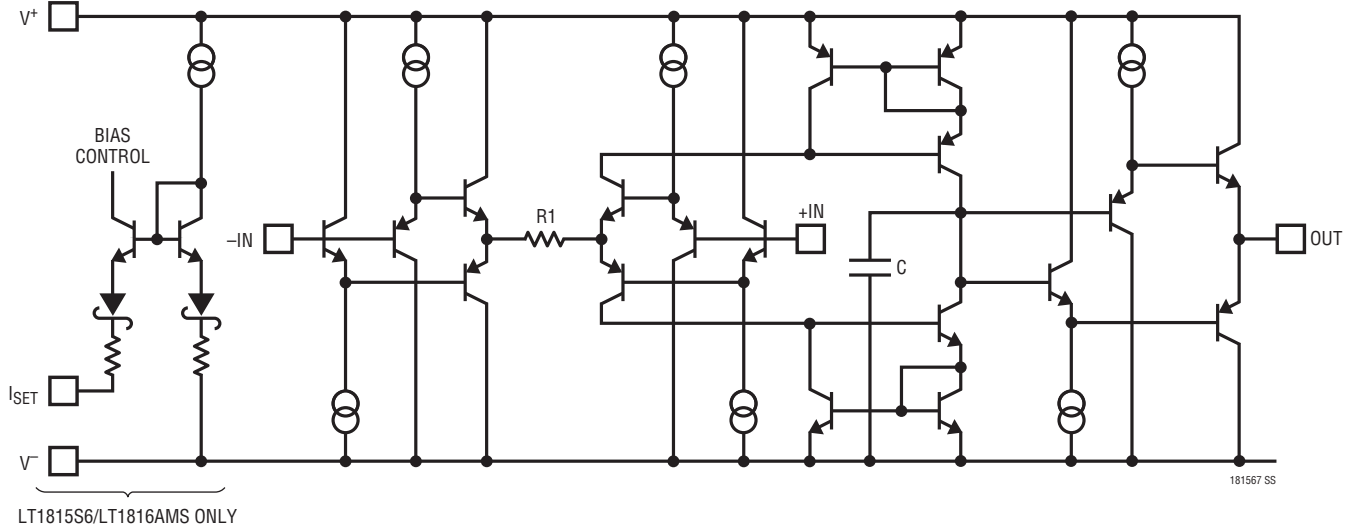 V+
BIAS
CONTROL
–IN
R1
+IN
C
OUT
ISET
V–
181567 SS
LT1815S6/LT1816AMS ONLY